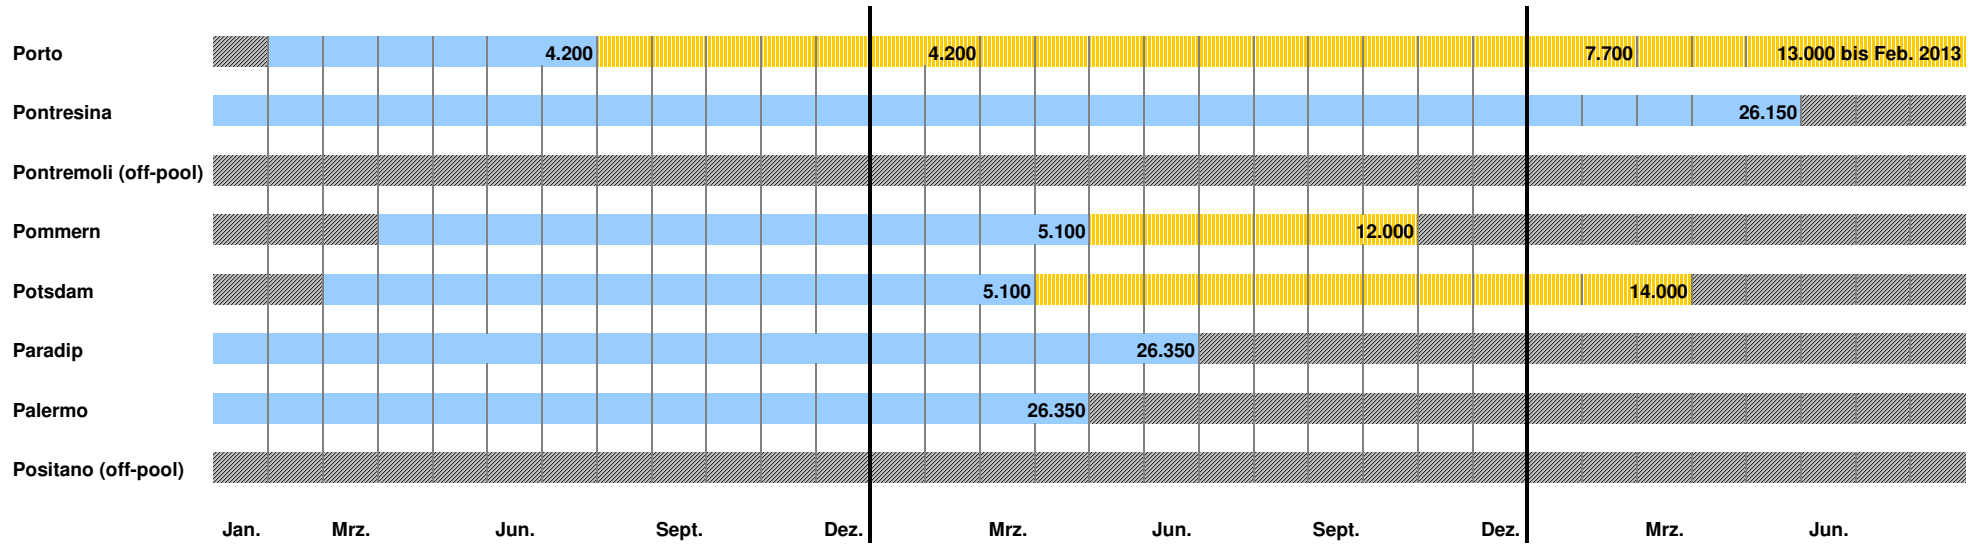 Porto 4.200 4.200 7.700 13.000 bis Feb. 2013
Pontresina 26.150
Pontremoli (off-pool)
Pommern 5.100 12.000
Potsdam 5.100 14.000
Paradip 26.350
Palermo 26.350
Positano (off-pool)
Jan. Mrz. Jun. Sept. Dez. Mrz. Jun. Sept. Dez. Mrz. Jun.